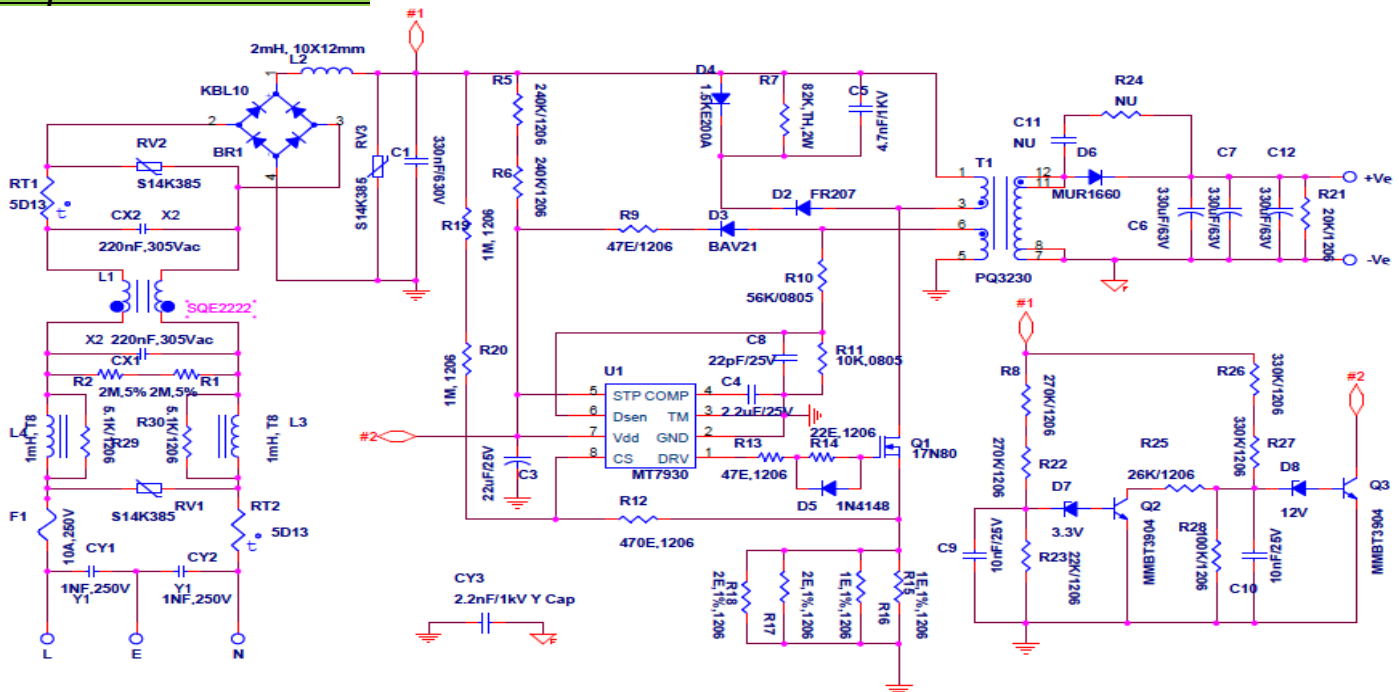 #1
2mH, 10X12mm
L2
KBL10
1
2
3
4
BR1
RV2
S14K385
RT1
5D13
t°
CX2 X2
220nF,305Vac
L1
*SQE2222*
X2 220nF,305Vac
CX1
R2
R1
2M,5%
2M,5%
L4
1mH, T8
5.1K/1206
R29
R30
5.1K/1206
1mH, T8
L3
S14K385
RV1
F1
10A,250V
RT2
5D13
t°
CY1
1NF,250V
Y1
CY2
Y1
1NF,250V
L
E
N
RV3
S14K385
C1
330nF/630V
R5
240K/1206
R6
240K/1206
R19
1M, 1206
R20
1M, 1206
R9
47E/1206
D3
BAV21
D4
1.5KE200A
R7
82K,TH,2W
C5
4.7nF/1KV
D2
FR207
R10
56K/0805
C8
22pF/25V
R11
10K,0805
C4
2.2uF/25V
U1
5 STP COMP 4
6 Dsen TM 3
7 Vdd GND 2
8 CS DRV 1
MT7930
#2
22uF/25V
C3
R13
47E,1206
22E,1206
R14
D5
1N4148
Q1
17N80
R12
470E,1206
R18
2E,1%,1206
R17
2E,1%,1206
R16
1E,1%,1206
R15
1E,1%,1206
CY3
2.2nF/1kV Y Cap
T1
1
3
6
5
12
11
8
7
PQ3230
R24
NU
C11
NU
D6
MUR1660
C6
330uF/63V
C7
330uF/63V
C12
330uF/63V
R21
20K/1206
+Ve
-Ve
F
#1
R8
270K/1206
R22
270K/1206
C9
10nF/25V
R23
22K/1206
D7
3.3V
Q2
MMBT3904
R25
26K/1206
R26
330K/1206
R27
330K/1206
R28
100K/1206
C10
10nF/25V
D8
12V
Q3
MMBT3904
#2
F